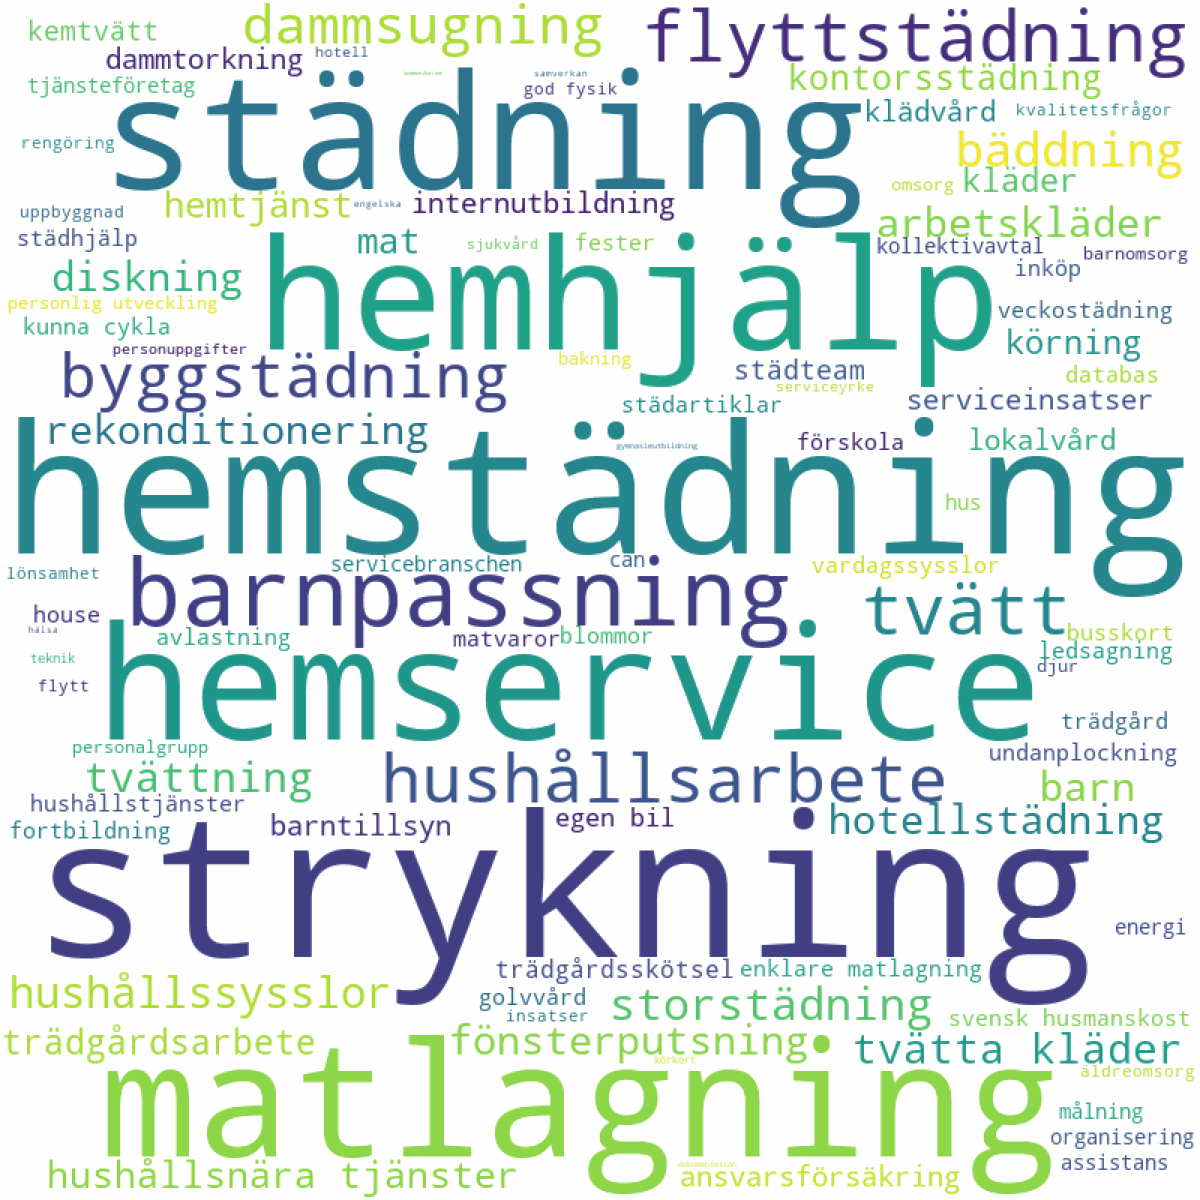 kemtvätt
dammsugning
flyttstädning
dammtorkning
hotell
tjänsteföretag
samverkan
god fysik
kontorsstädning
städning
klädvård
kvalitetsfrågor
rengöring
bäddning
omsorg
kläder
hemtjänst
engelska
internutbildning
uppbyggnad
arbetskläder
städhjälp
mat
sjukvård
fester
kollektivavtal
barnomsorg
hemhjälp
diskning
inköp
personlig utveckling
veckostädning
kunna cykla
körning
personuppgifter
bakning
byggstädning
städteam
databas
serviceyrke
städartiklar
serviceinsatser
rekonditionering
gymnasieutbildning
förskola
lokalvård
hemstädning
hus
lönsamhet
servicebranschen
can
vardagssysslor
barnpassning
tvätt
house
hälsa
avlastning
matvaror
blommor
busskort
ledsagning
teknik
djur
flytt
hemservice
trädgård
personalgrupp
undanplockning
tvättning
hushållsarbete
barn
hushållstjänster
fortbildning
barntillsyn
egen bil
hotellstädning
strykning
energi
trädgårdsskötsel
enklare matlagning
hushållssysslor
golvvård
storstädning
insatser
svensk husmanskost
trädgårdsarbete
fönsterputsning
tvätta kläder
körkort
äldreomsorg
matlagning
målning
organisering
dokumentation
assistans
hushållsnära tjänster
ansvarsförsäkring